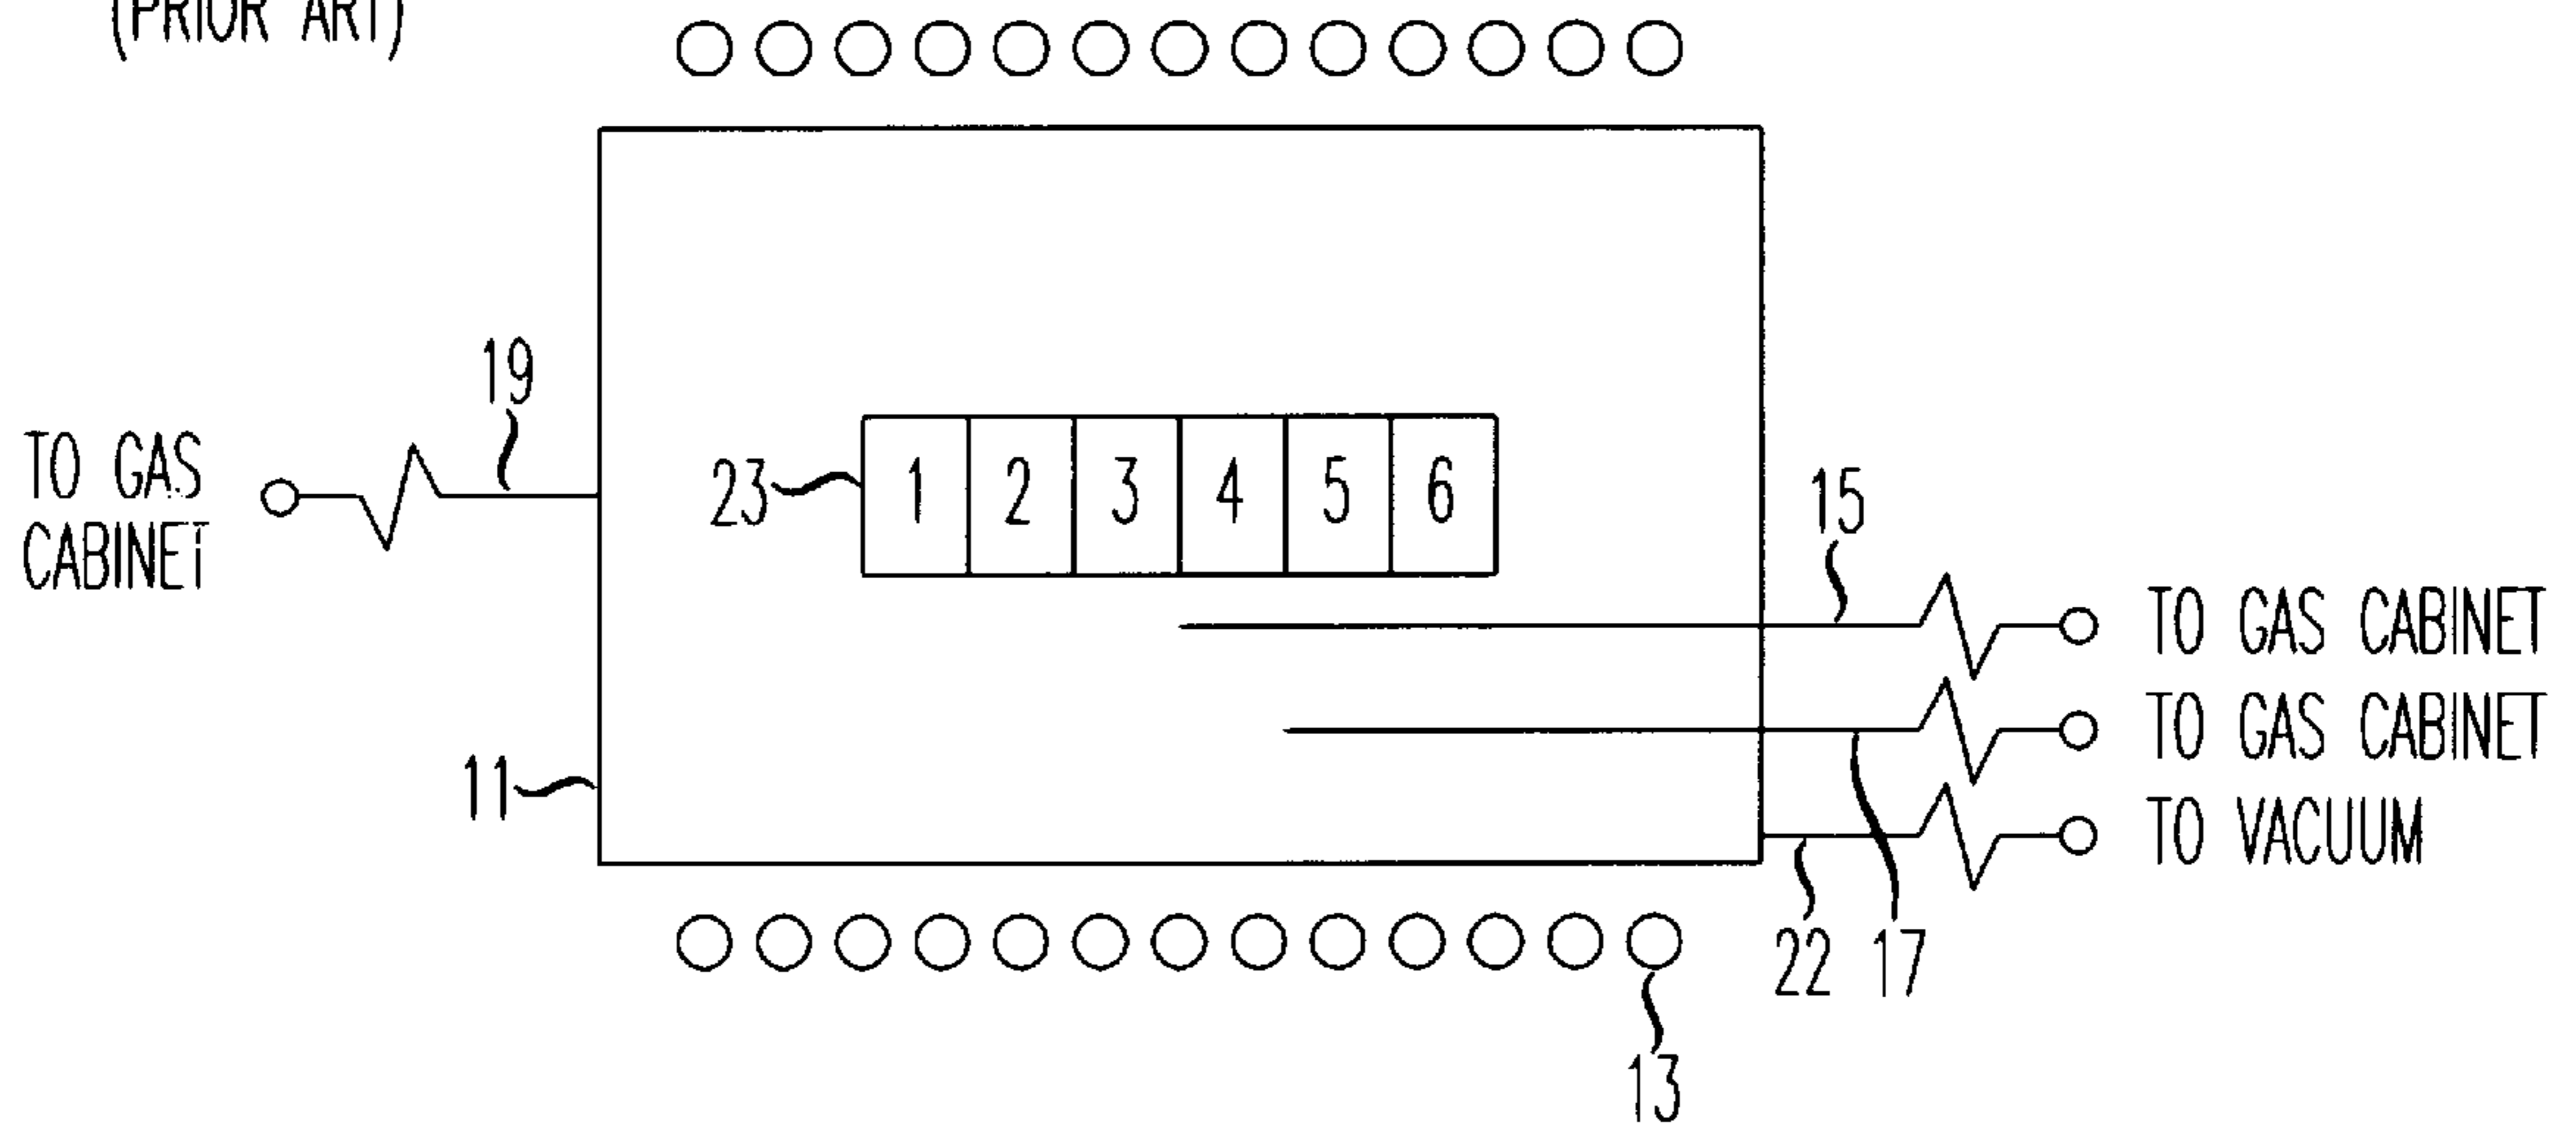 (PRIOR ART)
19
TO GAS
CABINET
23
1 2 3 4 5 6
15
TO GAS CABINET
TO GAS CABINET
11
TO VACUUM
22 17
13